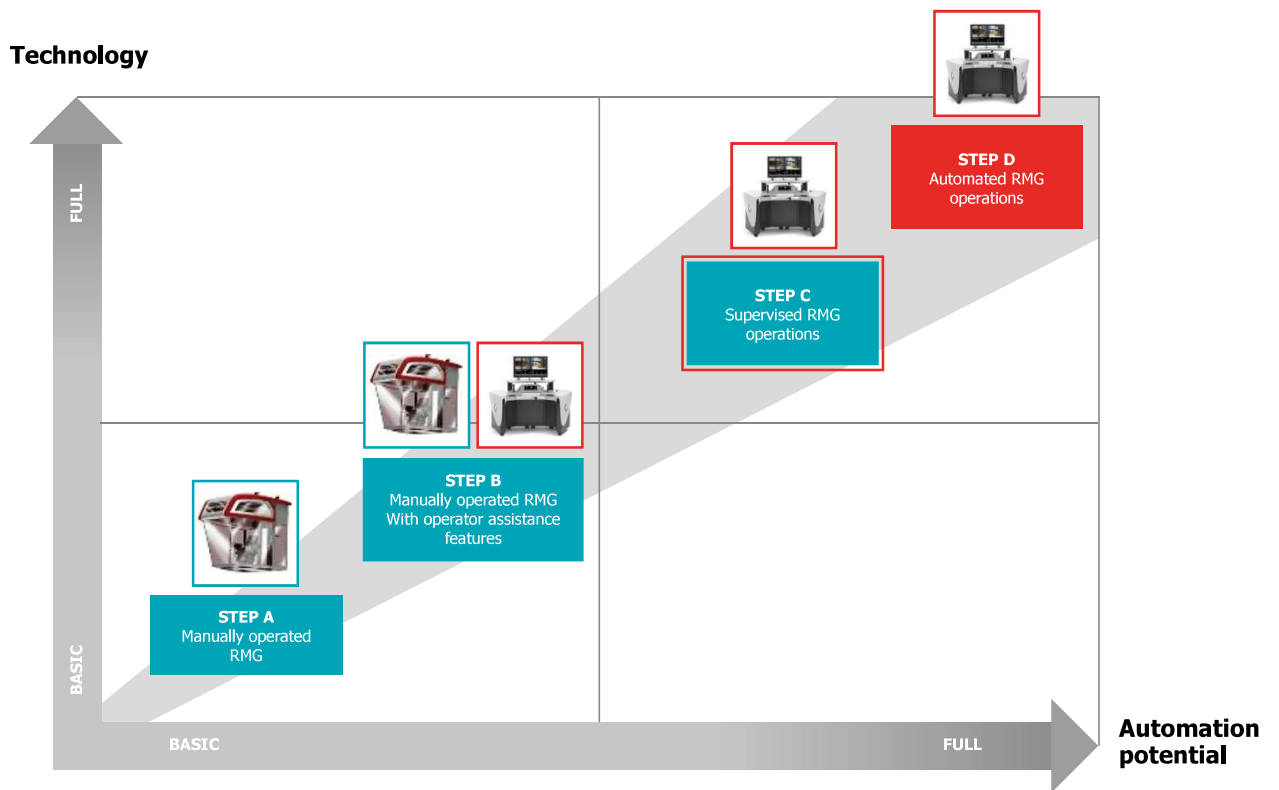 Technology
FULL
BASIC
STEP D
Automated RMG
operations
STEP C
Supervised RMG
operations
STEP B
Manually operated RMG
With operator assistance
features
STEP A
Manually operated
RMG
BASIC
FULL
Automation
potential